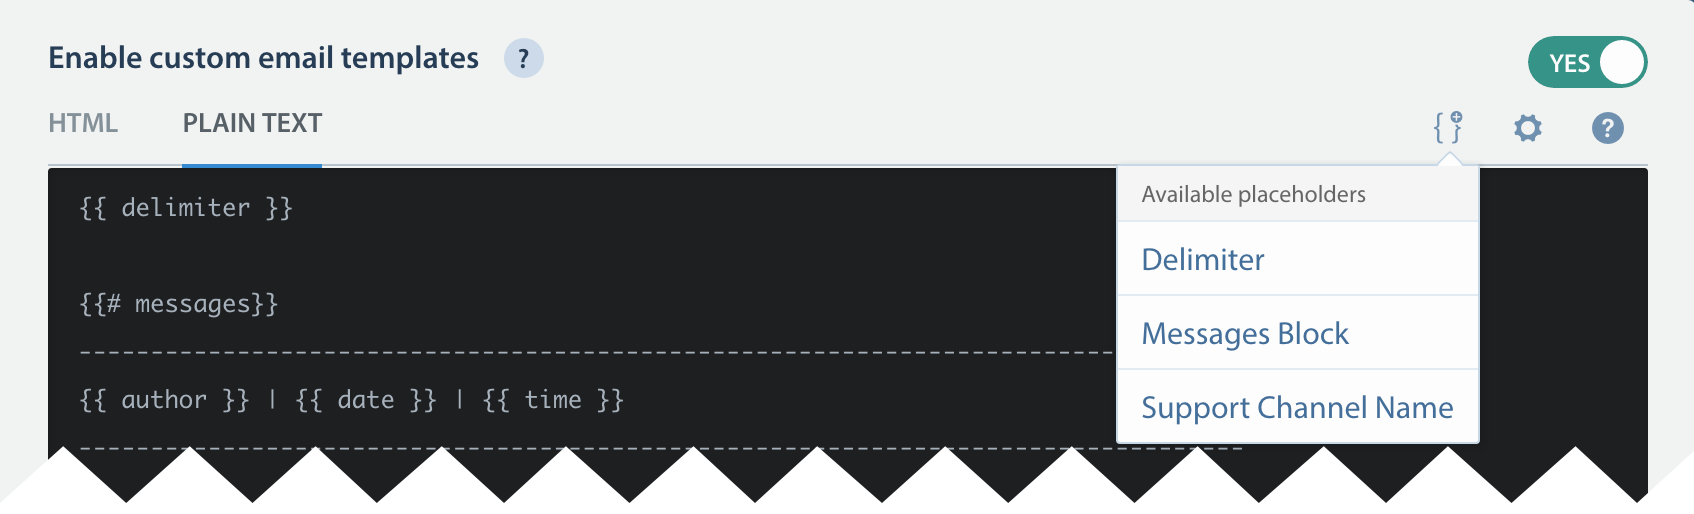 Enable custom email templates ?
YES
HTML PLAIN TEXT
{ } ?
Available placeholders
Delimiter
Messages Block
Support Channel Name
{{ delimiter }}
{{# messages}}
------------------------------------------------------------------------
{{ author }} | {{ date }} | {{ time }}
---------------------------------------------------------------------------------